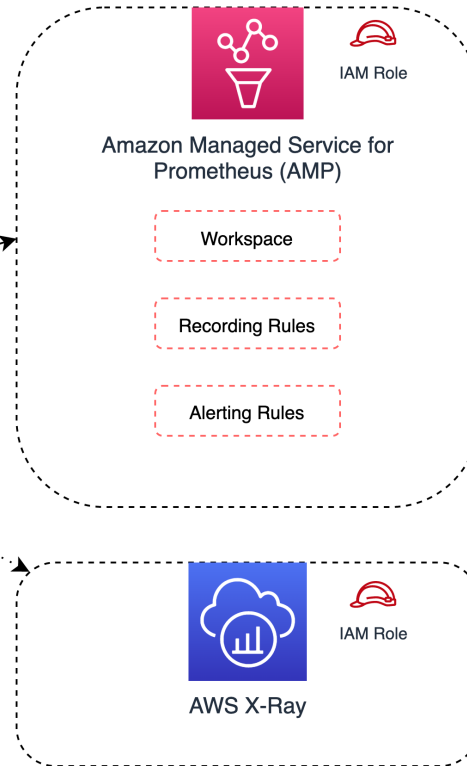 IAM Role
Amazon Managed Service for
Prometheus (AMP)
Workspace
Recording Rules
Alerting Rules
IAM Role
AWS X-Ray